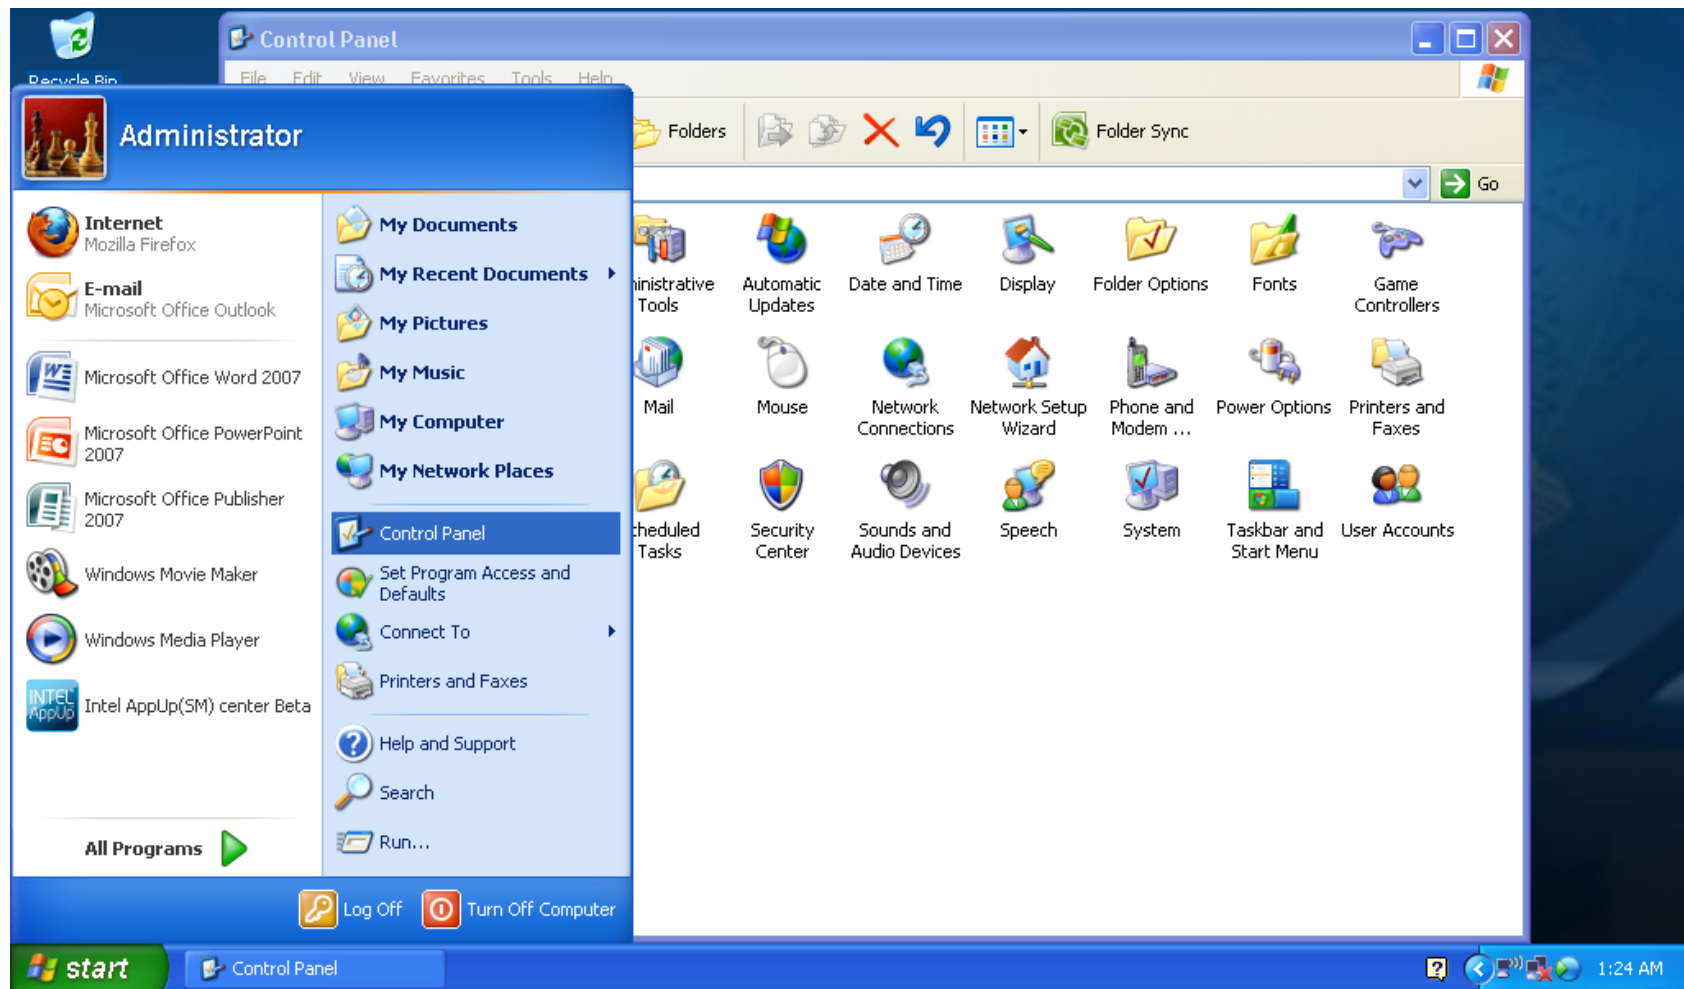 Recycle Bin
Control Panel
File Edit View Favorites Tools Help
Administrator
Folders
Folder Sync
Go
Internet
Mozilla Firefox
E-mail
Microsoft Office Outlook
Microsoft Office Word 2007
Microsoft Office PowerPoint
2007
Microsoft Office Publisher
2007
Windows Movie Maker
Windows Media Player
INTEL
AppUp
Intel AppUp(SM) center Beta
All Programs
My Documents
My Recent Documents
My Pictures
My Music
My Computer
My Network Places
Control Panel
Set Program Access and
Defaults
Connect To
Printers and Faxes
Help and Support
Search
Run...
Log Off
Turn Off Computer
inistrative
Tools
Automatic
Updates
Date and Time
Display
Folder Options
Fonts
Game
Controllers
Mail
Mouse
Network
Connections
Network Setup
Wizard
Phone and
Modem ...
Power Options
Printers and
Faxes
heduled
Tasks
Security
Center
Sounds and
Audio Devices
Speech
System
Taskbar and
Start Menu
User Accounts
start
Control Panel
1:24 AM